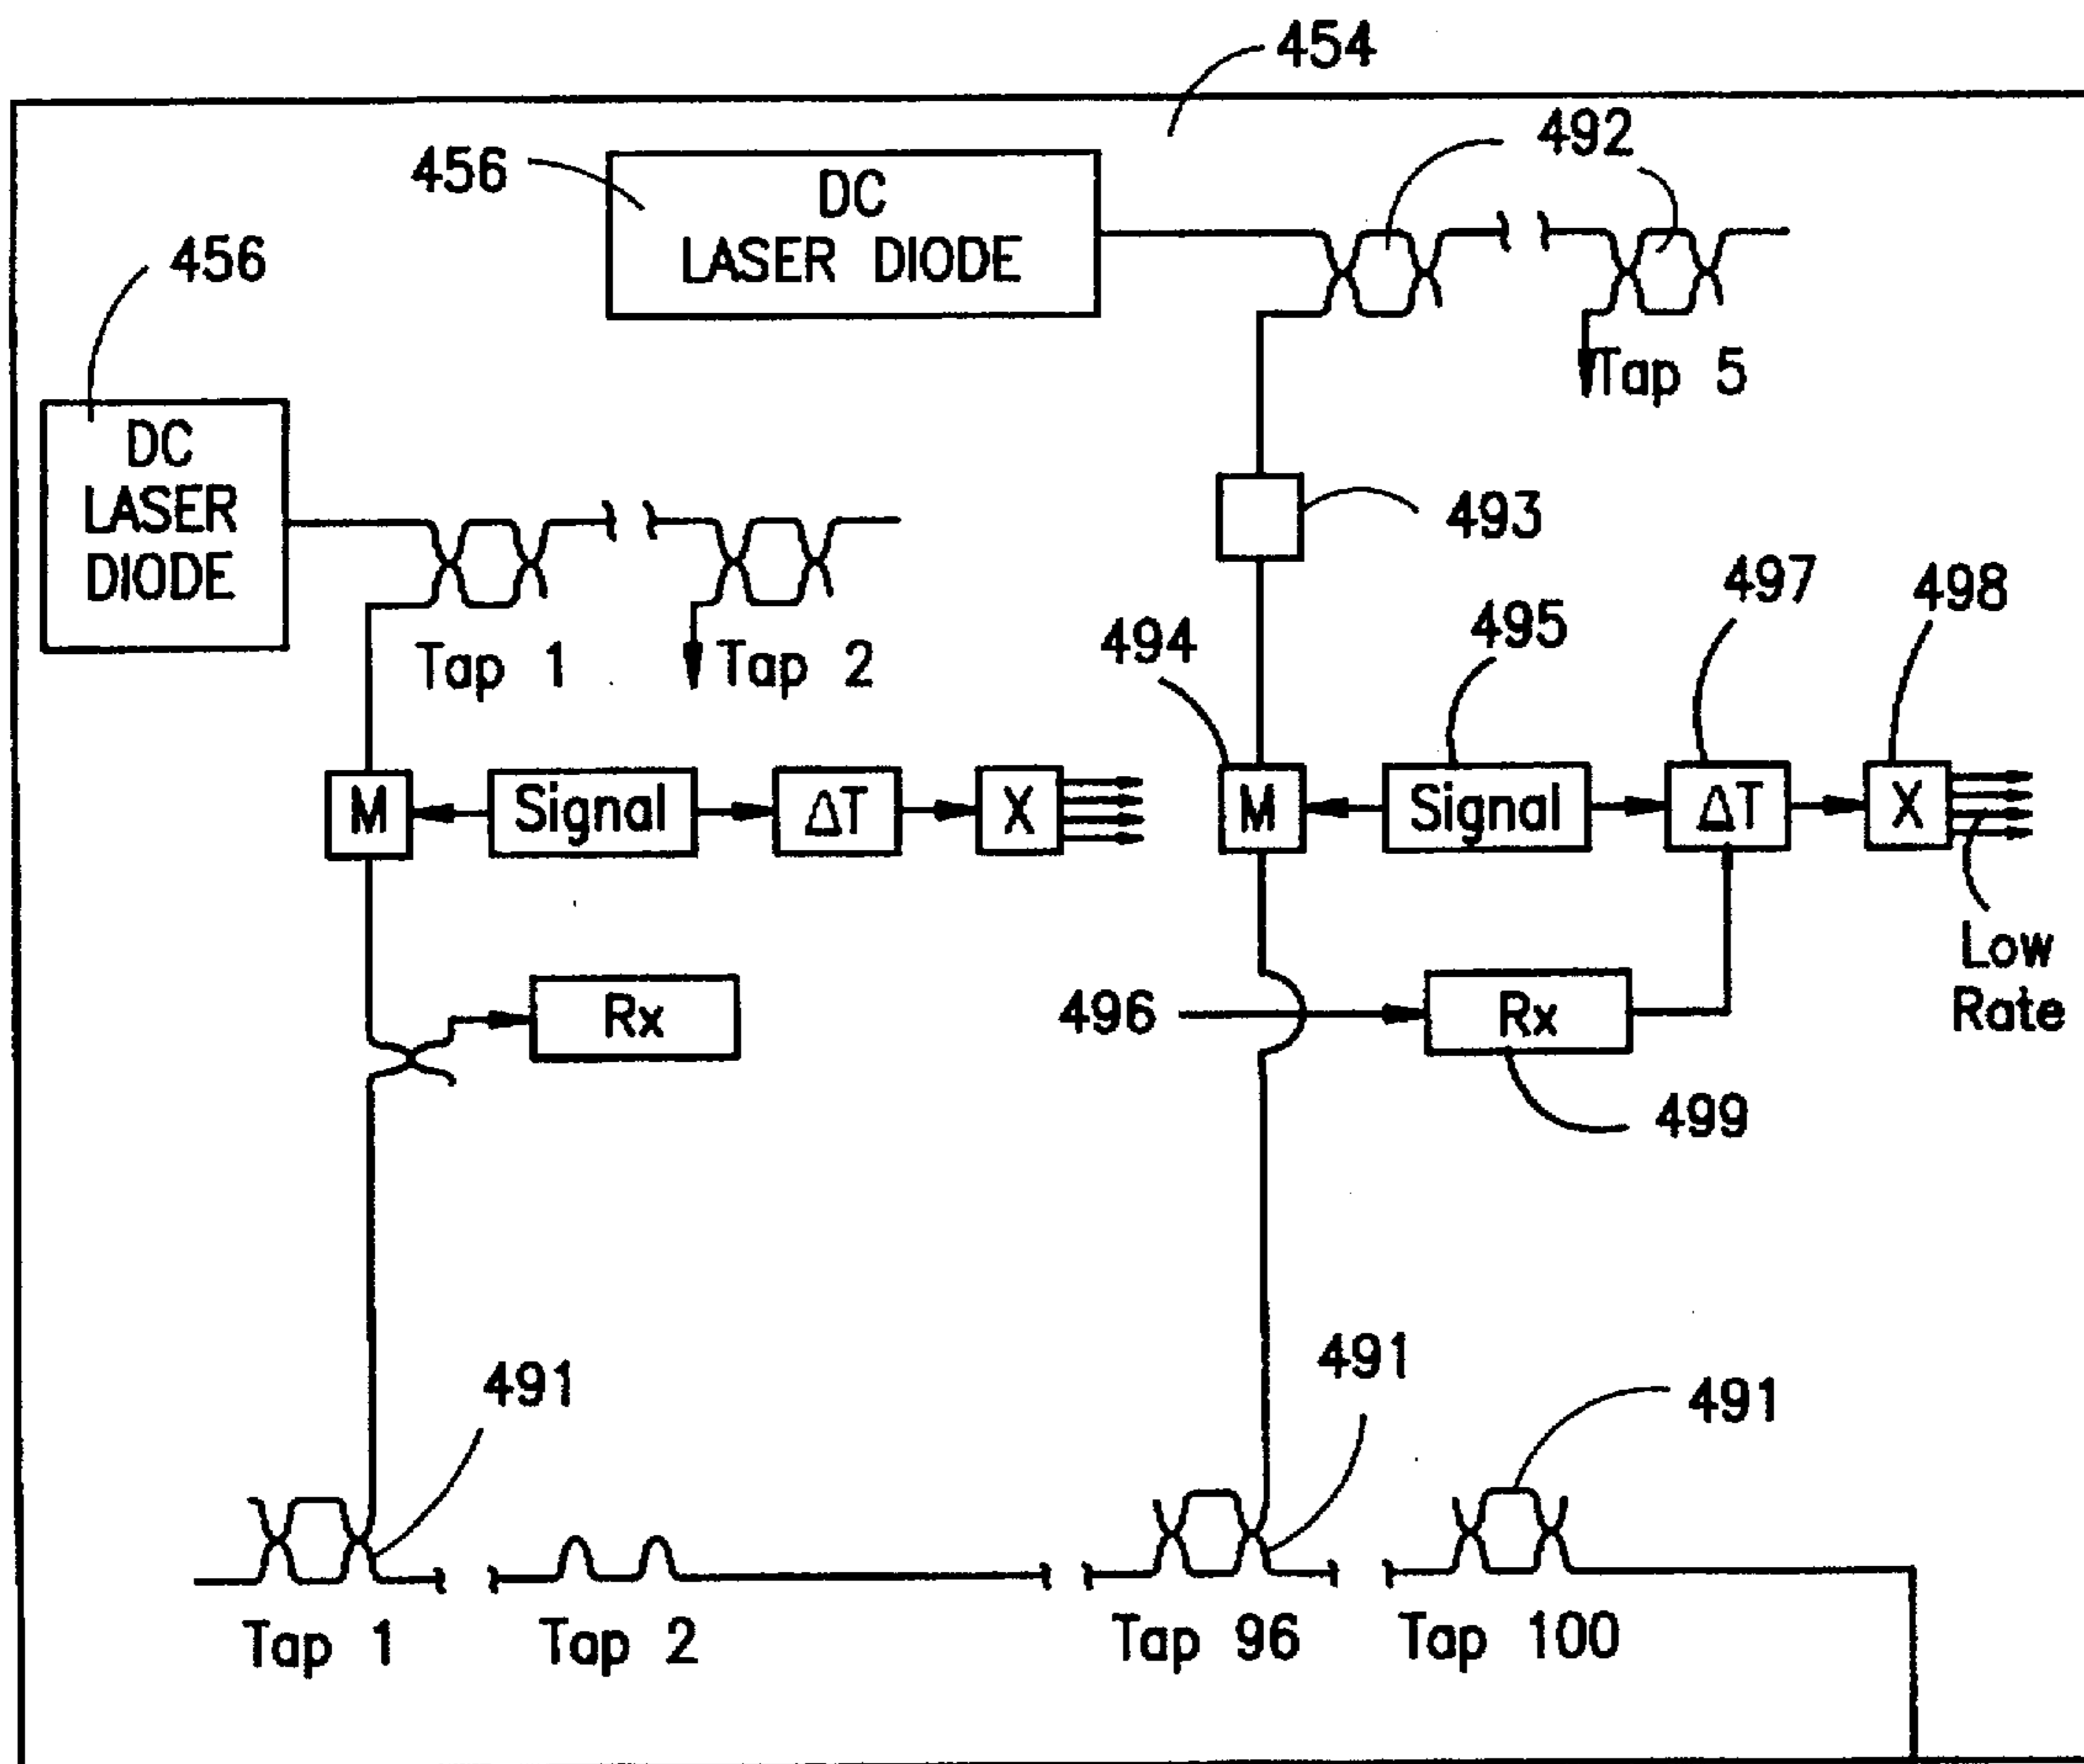 454
456
DC
LASER DIODE
492
456
DC
LASER
DIODE
Tap 5
493
Tap 1
Tap 2
494
495
497
498
M
Signal
ΔT
X
M
Signal
ΔT
X
Low
Rate
Rx
496
Rx
499
491
491
491
Tap 1
Tap 2
Tap 96
Tap 100